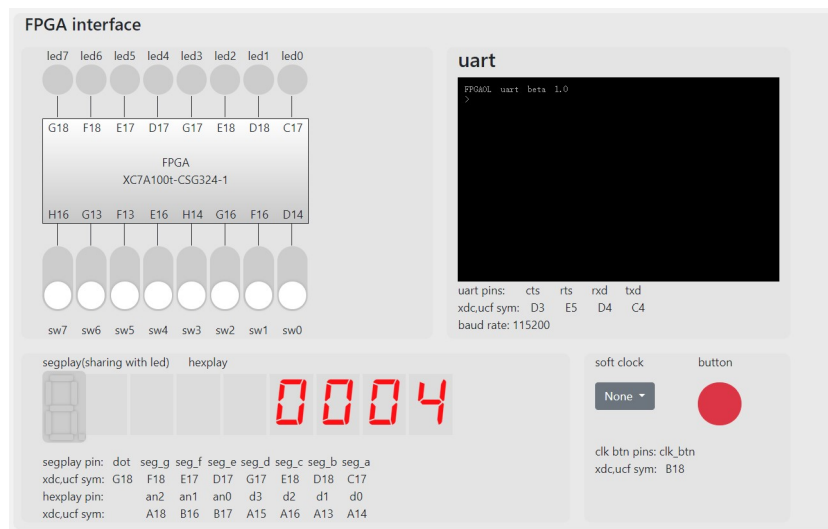 FPGA interface
led7 led6 led5 led4 led3 led2 led1 led0
G18 F18 E17 D17 G17 E18 D18 C17
FPGA
XC7A100t-CSG324-1
H16 G13 F13 E16 H14 G16 F16 D14
sw7 sw6 sw5 sw4 sw3 sw2 sw1 sw0
uart
FPGAOL uart beta 1.0
>
uart pins: cts rts rxd txd
xdc,ucf sym: D3 E5 D4 C4
baud rate: 115200
segplay(sharing with led) hexplay
0004
segplay pin: dot seg_g seg_f seg_e seg_d seg_c seg_b seg_a
xdc,ucf sym: G18 F18 E17 D17 G17 E18 D18 C17
hexplay pin: an2 an1 an0 d3 d2 d1 d0
xdc,ucf sym: A18 B16 B17 A15 A16 A13 A14
soft clock button
None
clk btn pins: clk_btn
xdc,ucf sym: B18